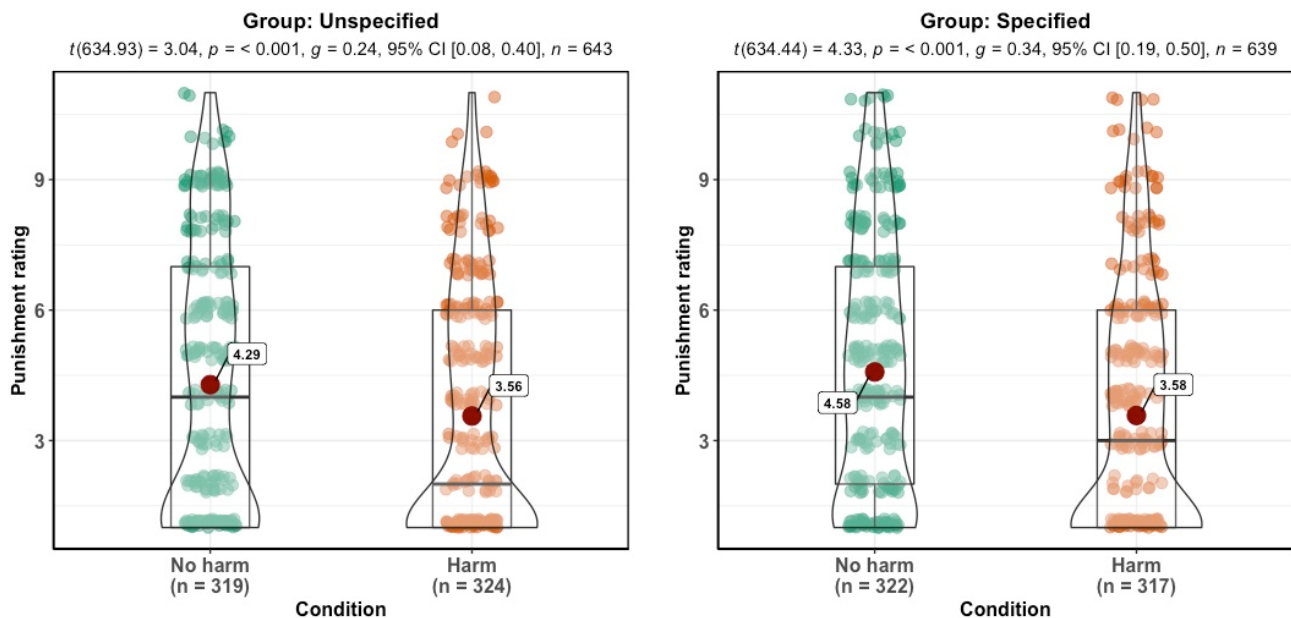 Group: Unspecified
t(634.93) = 3.04, p = < 0.001, g = 0.24, 95% CI [0.08, 0.40], n = 643
Punishment rating
9
6
3
4.29
3.56
No harm
(n = 319)
Harm
(n = 324)
Condition
Group: Specified
t(634.44) = 4.33, p = < 0.001, g = 0.34, 95% CI [0.19, 0.50], n = 639
Punishment rating
9
6
3
4.58
3.58
No harm
(n = 322)
Harm
(n = 317)
Condition